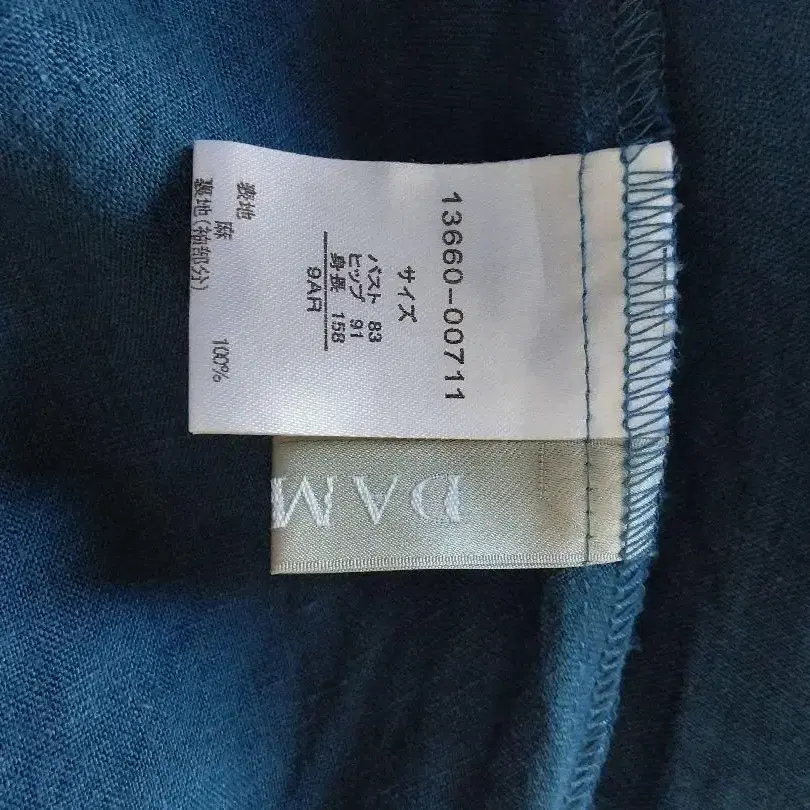 13660-00711
サイズ
バスト 83
ヒップ 91
身長 158
9AR
表地
麻 100%
裏地(袖部分)
DAM